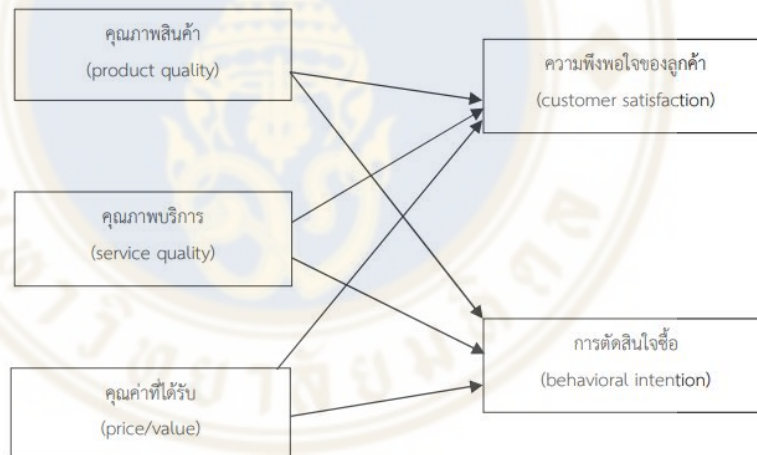 คุณภาพสินค้า
(product quality)
ความพึงพอใจของลูกค้า
(customer satisfaction)
คุณภาพบริการ
(service quality)
การตัดสินใจซื้อ
(behavioral intention)
คุณค่าที่ได้รับ
(price/value)